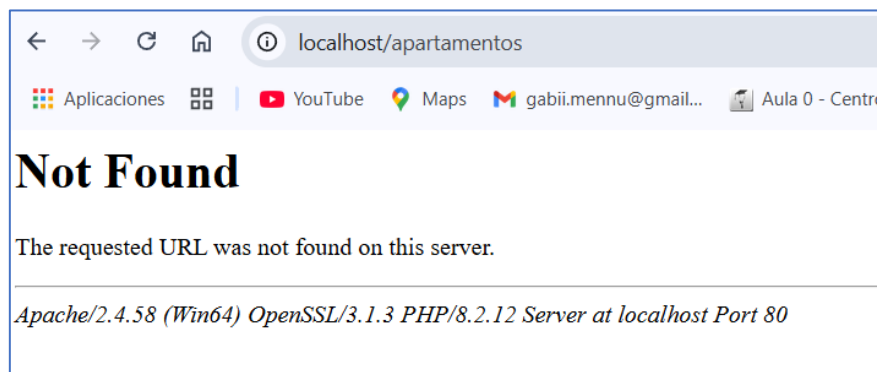 localhost/apartamentos
Aplicaciones YouTube Maps gabii.mennu@gmail... Aula 0 - Centr
Not Found
The requested URL was not found on this server.
Apache/2.4.58 (Win64) OpenSSL/3.1.3 PHP/8.2.12 Server at localhost Port 80